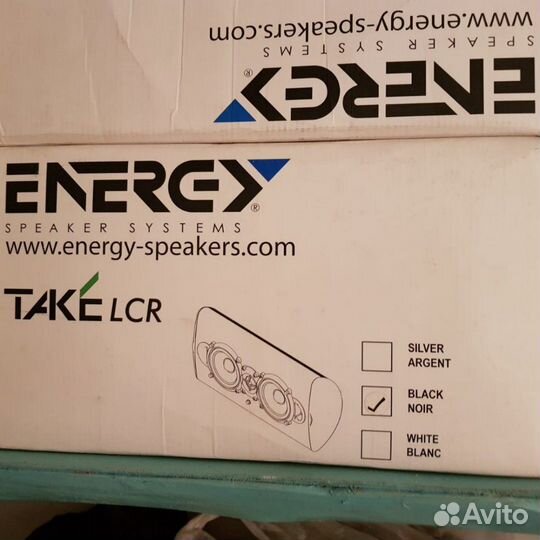 www.energy-speakers.com
SPEAKER SYSTEMS
ENERGY®
ENERGY®
SPEAKER SYSTEMS
www.energy-speakers.com
TAKÉ LCR
SILVER
ARGENT
BLACK
NOIR
WHITE
BLANC
Avito